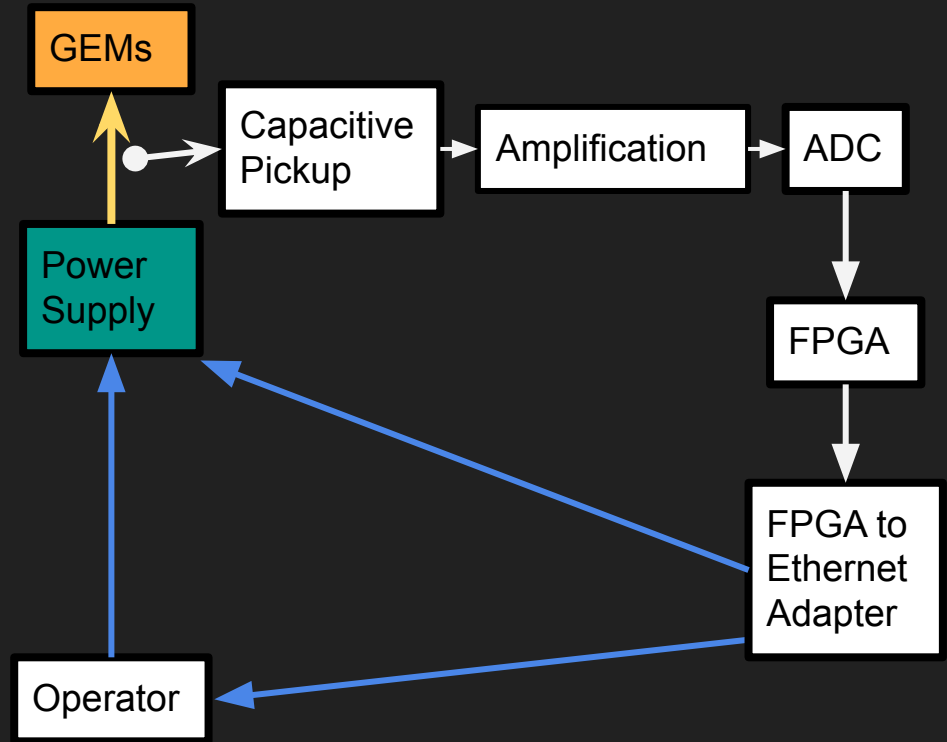 GEMs
Capacitive
Pickup
Amplification
ADC
Power
Supply
FPGA
FPGA to
Ethernet
Adapter
Operator